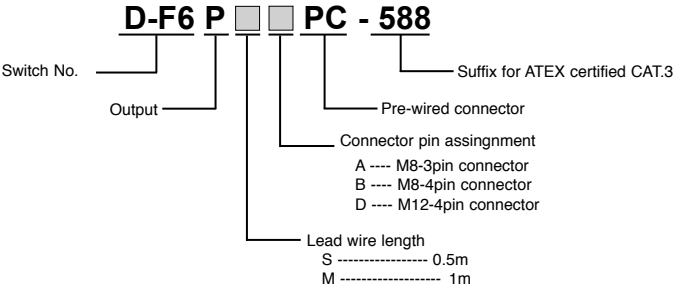 D-F6 P PC - 588
Switch No.
Suffix for ATEX certified CAT.3
Output
Pre-wired connector
Connector pin assingnment
A ---- M8-3pin connector
B ---- M8-4pin connector
D ---- M12-4pin connector
Lead wire length
S ----------------- 0.5m
M ------------------- 1m